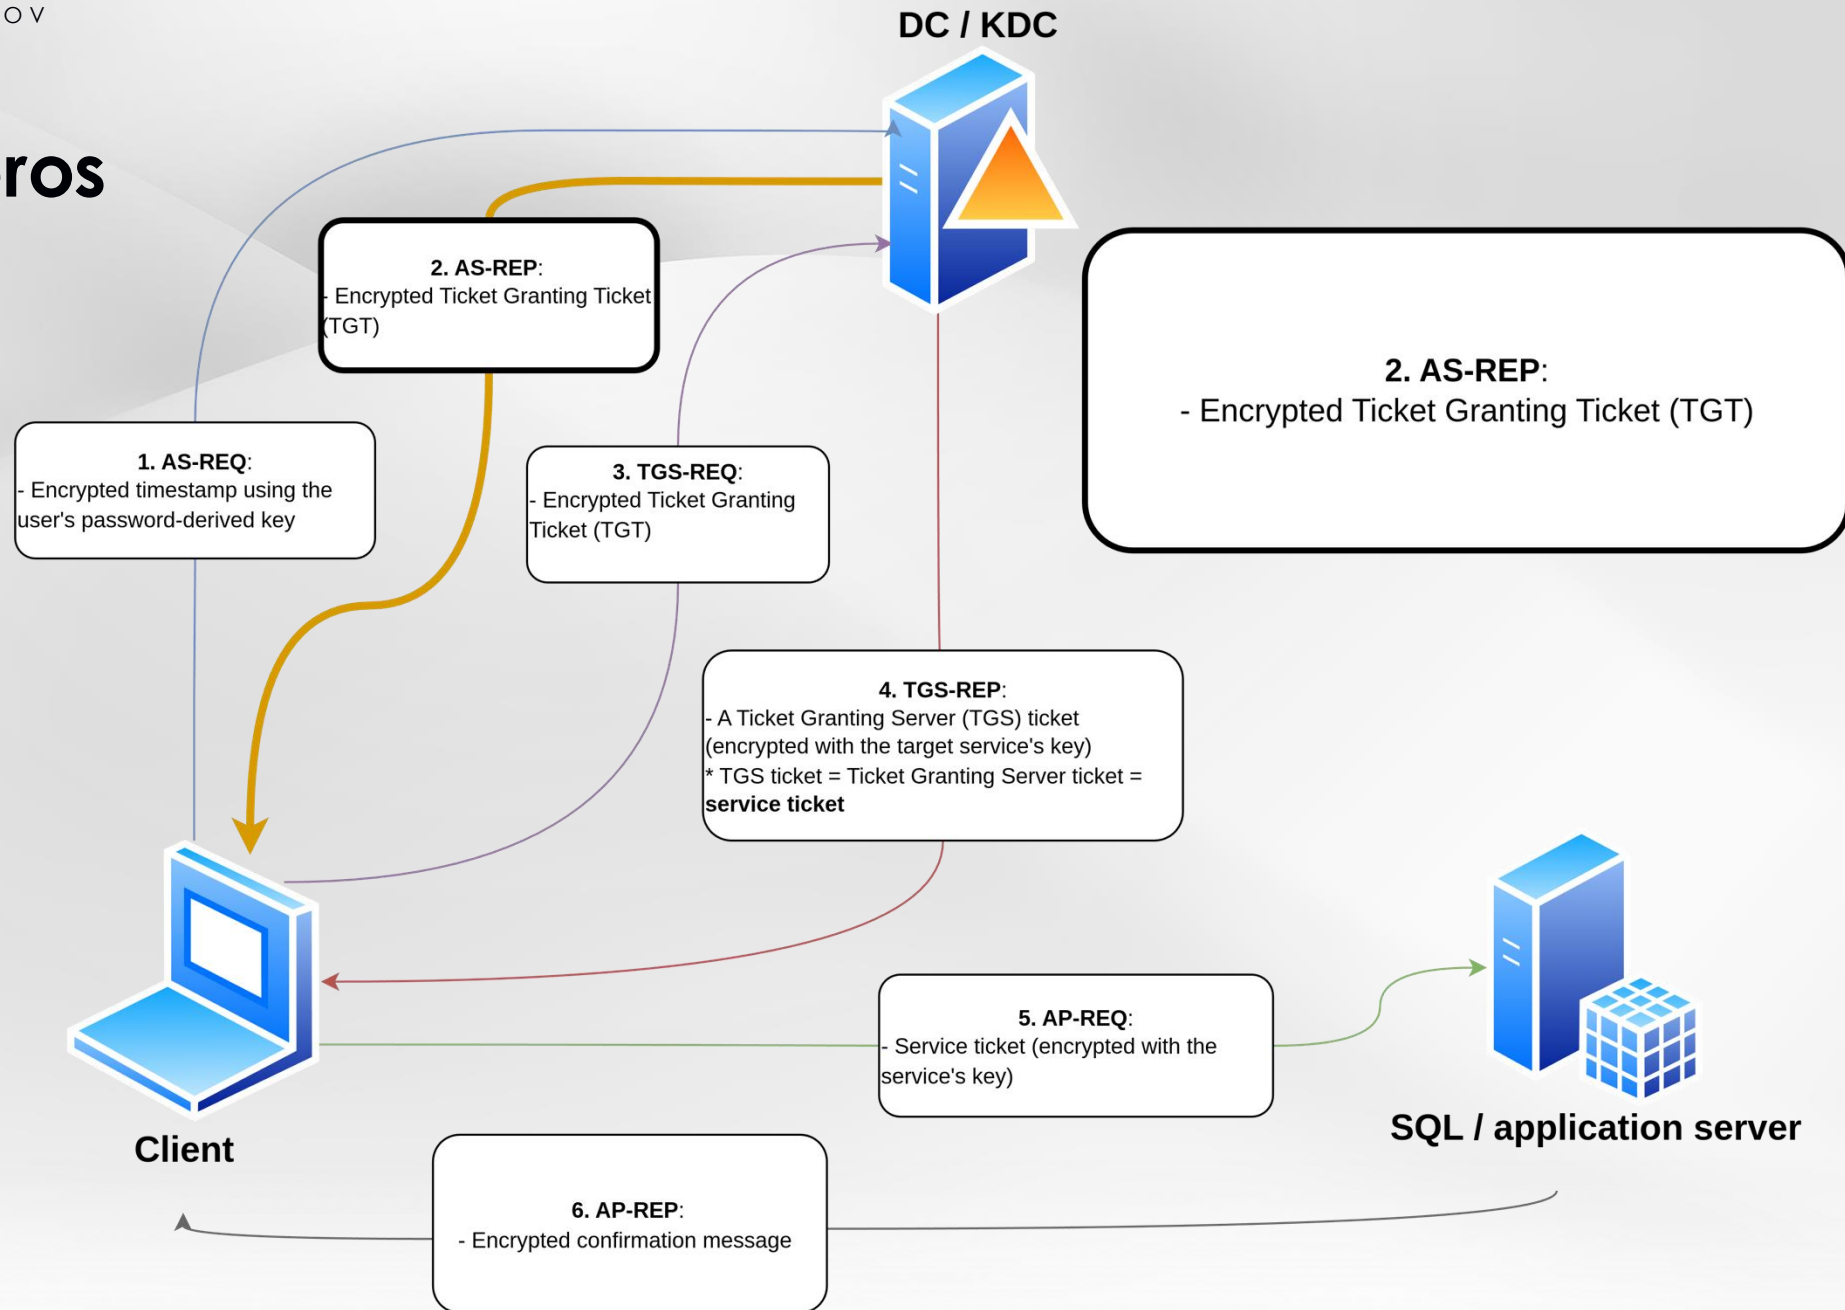 O V
DC / KDC
ros
2. AS-REP:
- Encrypted Ticket Granting Ticket
(TGT)
2. AS-REP:
- Encrypted Ticket Granting Ticket (TGT)
1. AS-REQ:
- Encrypted timestamp using the
user's password-derived key
3. TGS-REQ:
- Encrypted Ticket Granting
Ticket (TGT)
4. TGS-REP:
- A Ticket Granting Server (TGS) ticket
(encrypted with the target service's key)
* TGS ticket = Ticket Granting Server ticket =
service ticket
5. AP-REQ:
- Service ticket (encrypted with the
service's key)
SQL / application server
Client
6. AP-REP:
- Encrypted confirmation message